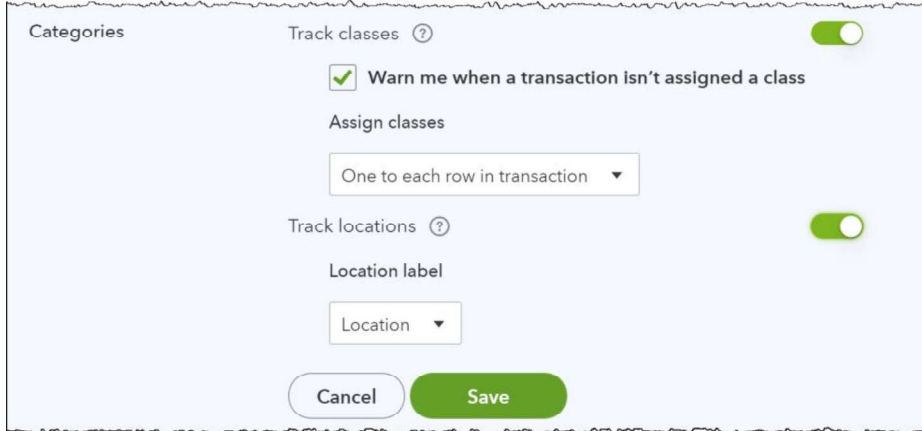 Categories
Track classes ?
Warn me when a transaction isn't assigned a class
Assign classes
One to each row in transaction
Track locations ?
Location label
Location
Cancel
Save